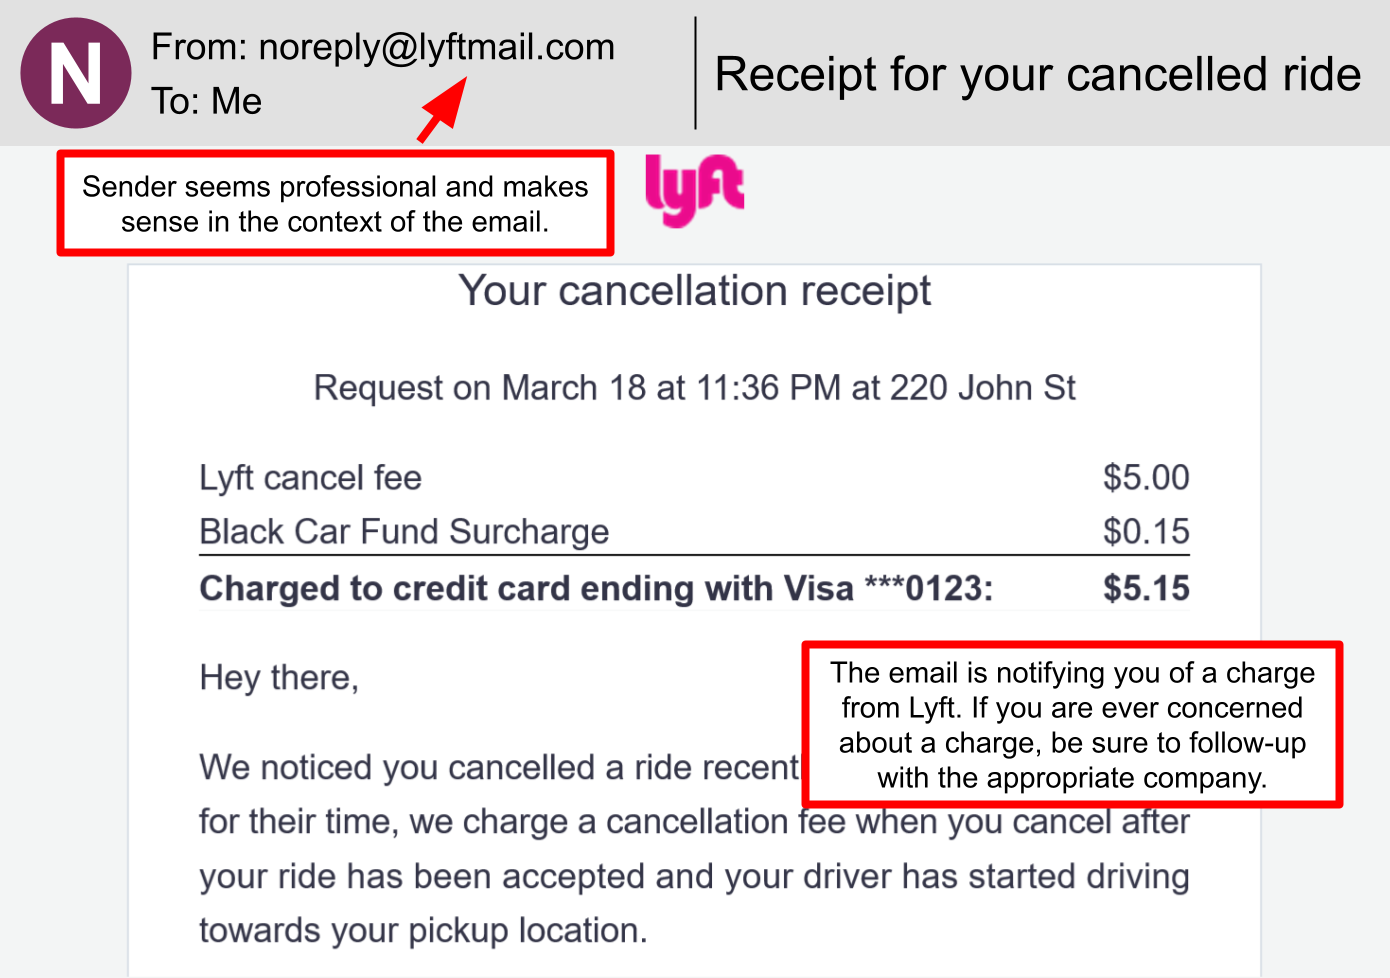 N
From: noreply@lyftmail.com
To: Me
Receipt for your cancelled ride
Sender seems professional and makes
sense in the context of the email.
lyft
Your cancellation receipt
Request on March 18 at 11:36 PM at 220 John St
Lyft cancel fee $5.00
Black Car Fund Surcharge $0.15
Charged to credit card ending with Visa ***0123: $5.15
Hey there,
The email is notifying you of a charge
from Lyft. If you are ever concerned
about a charge, be sure to follow-up
with the appropriate company.
We noticed you cancelled a ride
for their time, we charge a cancellation fee when you cancel after
your ride has been accepted and your driver has started driving
towards your pickup location.